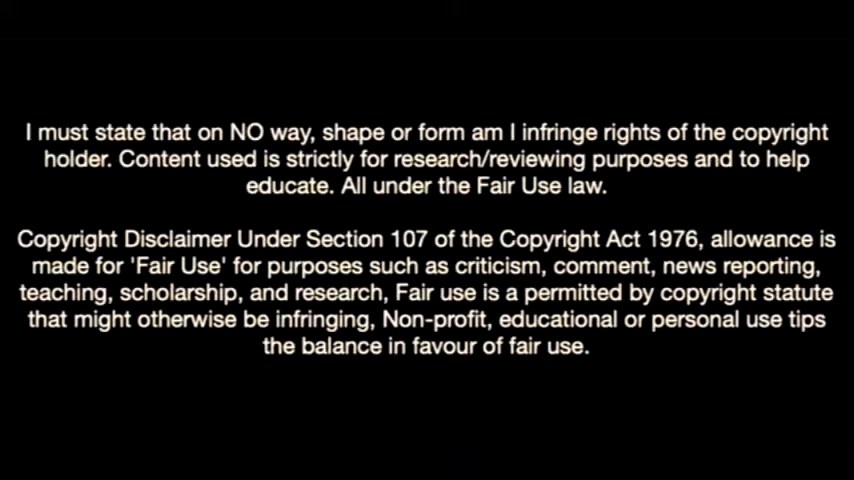 I must state that on NO way, shape or form am I infringe rights of the copyright
holder. Content used is strictly for research/reviewing purposes and to help
educate. All under the Fair Use law.
Copyright Disclaimer Under Section 107 of the Copyright Act 1976, allowance is
made for 'Fair Use' for purposes such as criticism, comment, news reporting,
teaching, scholarship, and research, Fair use is a permitted by copyright statute
that might otherwise be infringing, Non-profit, educational or personal use tips
the balance in favour of fair use.